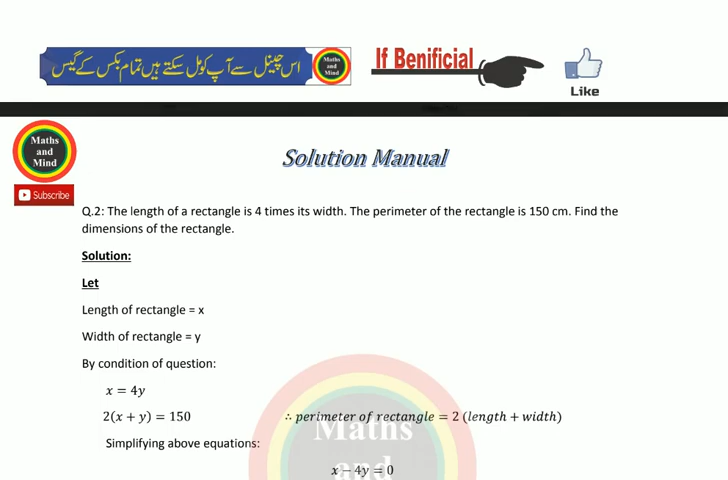 اس چینل سے آپ کو مل سکتے ہیں تمام بکس کے گیس
Maths
and
Mind
If Benificial
Like
Maths
and
Mind
Subscribe
Solution Manual
Q.2: The length of a rectangle is 4 times its width. The perimeter of the rectangle is 150 cm. Find the
dimensions of the rectangle.
Solution:
Let
Length of rectangle = x
Width of rectangle = y
By condition of question:
x = 4y
2(x + y) = 150 ∴ perimeter of rectangle = 2 (length + width)
Maths
Simplifying above equations:
and
x − 4y = 0